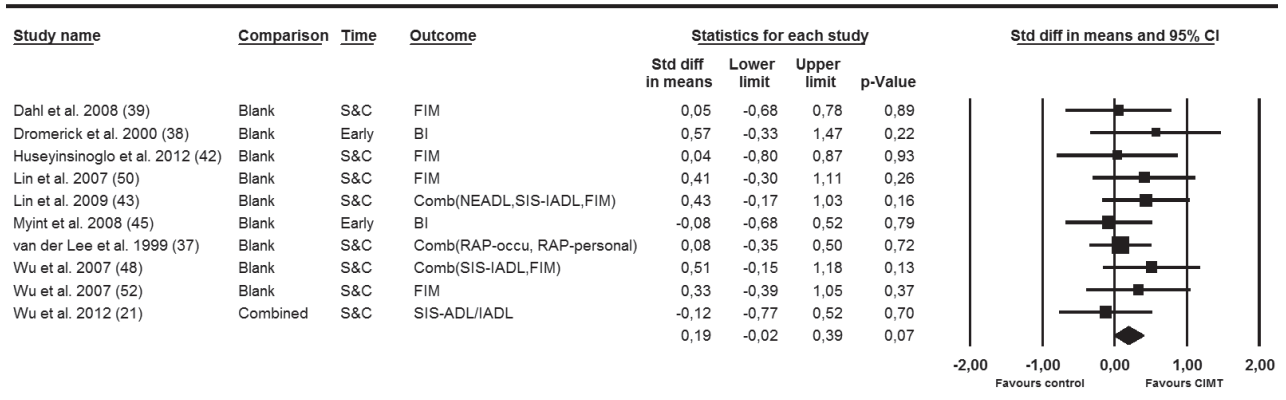 Study name Comparison Time Outcome Statistics for each study Std diff in means and 95% CI
Std diff in means Lower limit Upper limit p-Value
Dahl et al. 2008 (39) Blank S&C FIM 0,05 -0,68 0,78 0,89
Dromerick et al. 2000 (38) Blank Early BI 0,57 -0,33 1,47 0,22
Huseyinsinoglo et al. 2012 (42) Blank S&C FIM 0,04 -0,80 0,87 0,93
Lin et al. 2007 (50) Blank S&C FIM 0,41 -0,30 1,11 0,26
Lin et al. 2009 (43) Blank S&C Comb(NEADL,SIS-IADL,FIM) 0,43 -0,17 1,03 0,16
Myint et al. 2008 (45) Blank Early BI -0,08 -0,68 0,52 0,79
van der Lee et al. 1999 (37) Blank S&C Comb(RAP-occu, RAP-personal) 0,08 -0,35 0,50 0,72
Wu et al. 2007 (48) Blank S&C Comb(SIS-IADL,FIM) 0,51 -0,15 1,18 0,13
Wu et al. 2007 (52) Blank S&C FIM 0,33 -0,39 1,05 0,37
Wu et al. 2012 (21) Combined S&C SIS-ADL/IADL -0,12 -0,77 0,52 0,70
0,19 -0,02 0,39 0,07
-2,00 -1,00 0,00 1,00 2,00
Favours control Favours CIMT